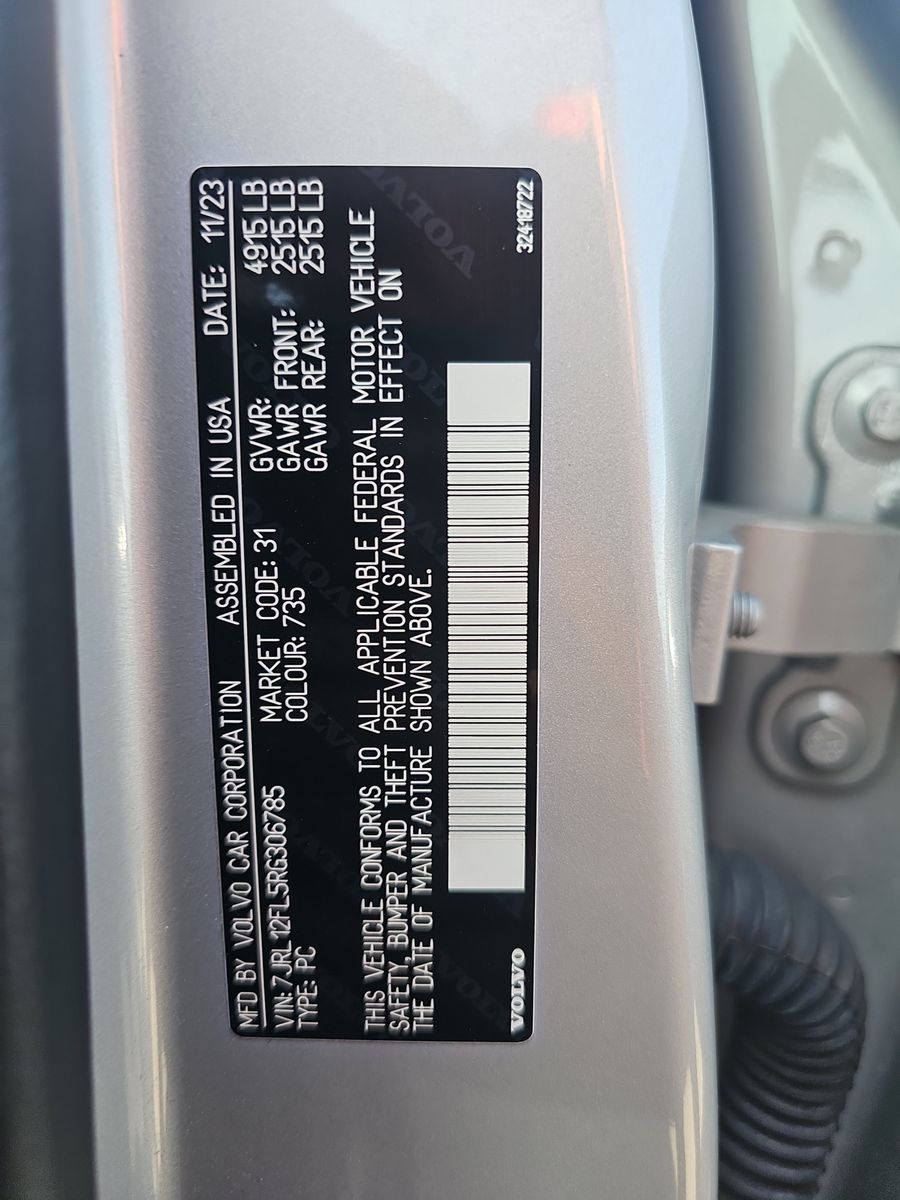 MFD BY VOLVO CAR CORPORATION ASSEMBLED IN USA DATE: 11/23
VIN: 7JRL12FL5RG306785 MARKET CODE: 31 GVWR: 4915 LB
TYPE: PC COLOUR: 735 GAWR FRONT: 2515 LB
GAWR REAR: 2515 LB
THIS VEHICLE CONFORMS TO ALL APPLICABLE FEDERAL MOTOR VEHICLE
SAFETY, BUMPER AND THEFT PREVENTION STANDARDS IN EFFECT ON
THE DATE OF MANUFACTURE SHOWN ABOVE.
VOLVO 32418722